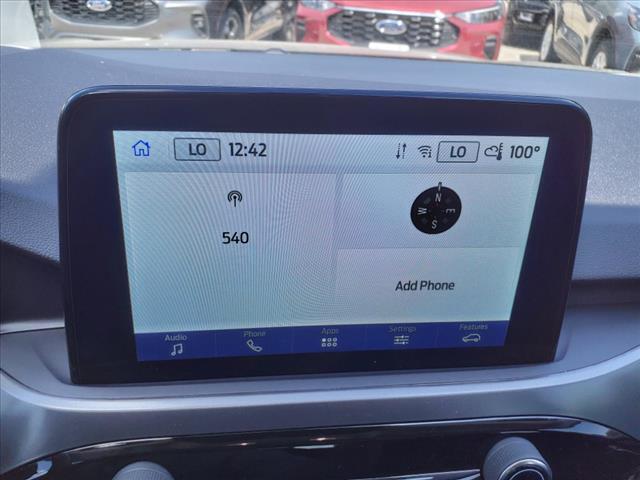 LO 12:42 LO 100°
540
N
W E
S
Add Phone
Audio Phone Apps Settings Features